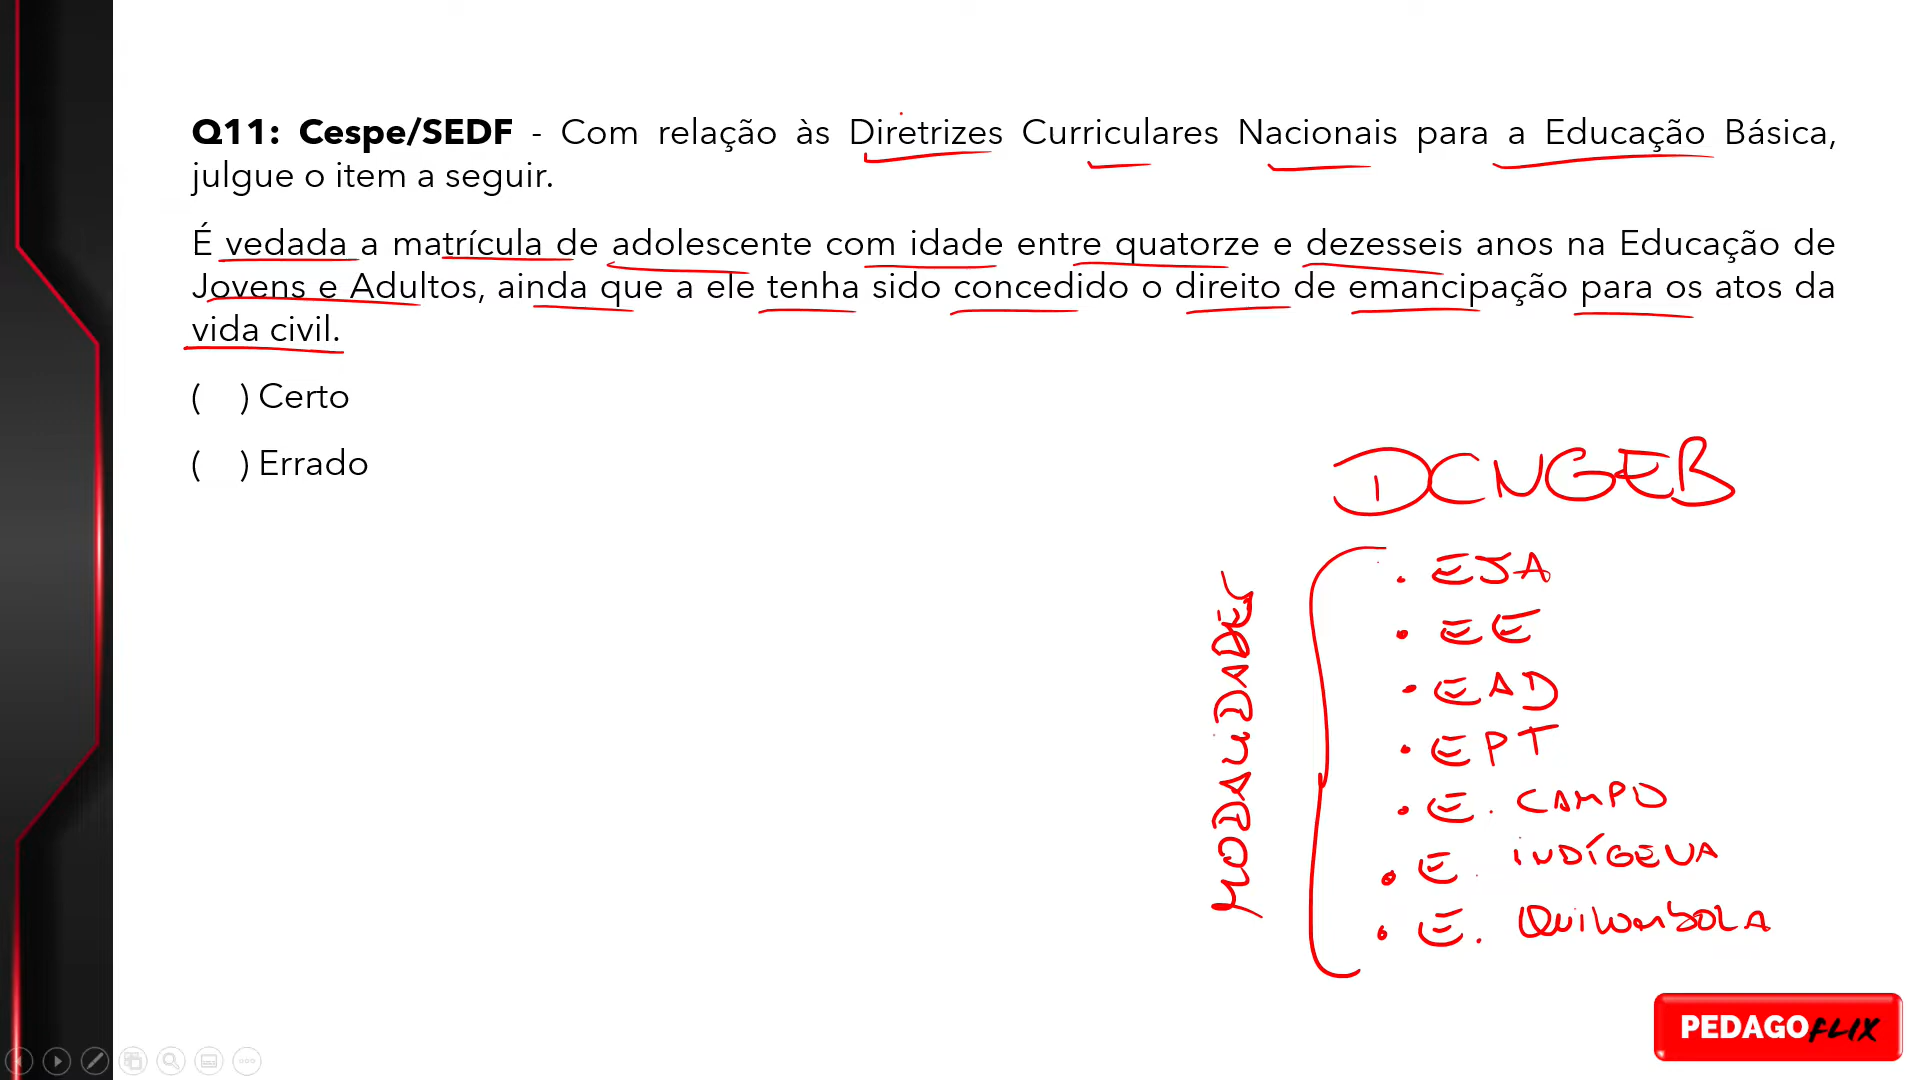 Q11: Cespe/SEDF - Com relação às Diretrizes Curriculares Nacionais para a Educação Básica,
julgue o item a seguir.
É vedada a matrícula de adolescente com idade entre quatorze e dezesseis anos na Educação de
Jovens e Adultos, ainda que a ele tenha sido concedido o direito de emancipação para os atos da
vida civil.
( ) Certo
( ) Errado
DCNGEB
MODALIDADES
• EJA
• EE
• EAD
• EPT
• E. CAMPO
• E. INDÍGENA
• E. QUILOMBOLA
PEDAGOFLIX